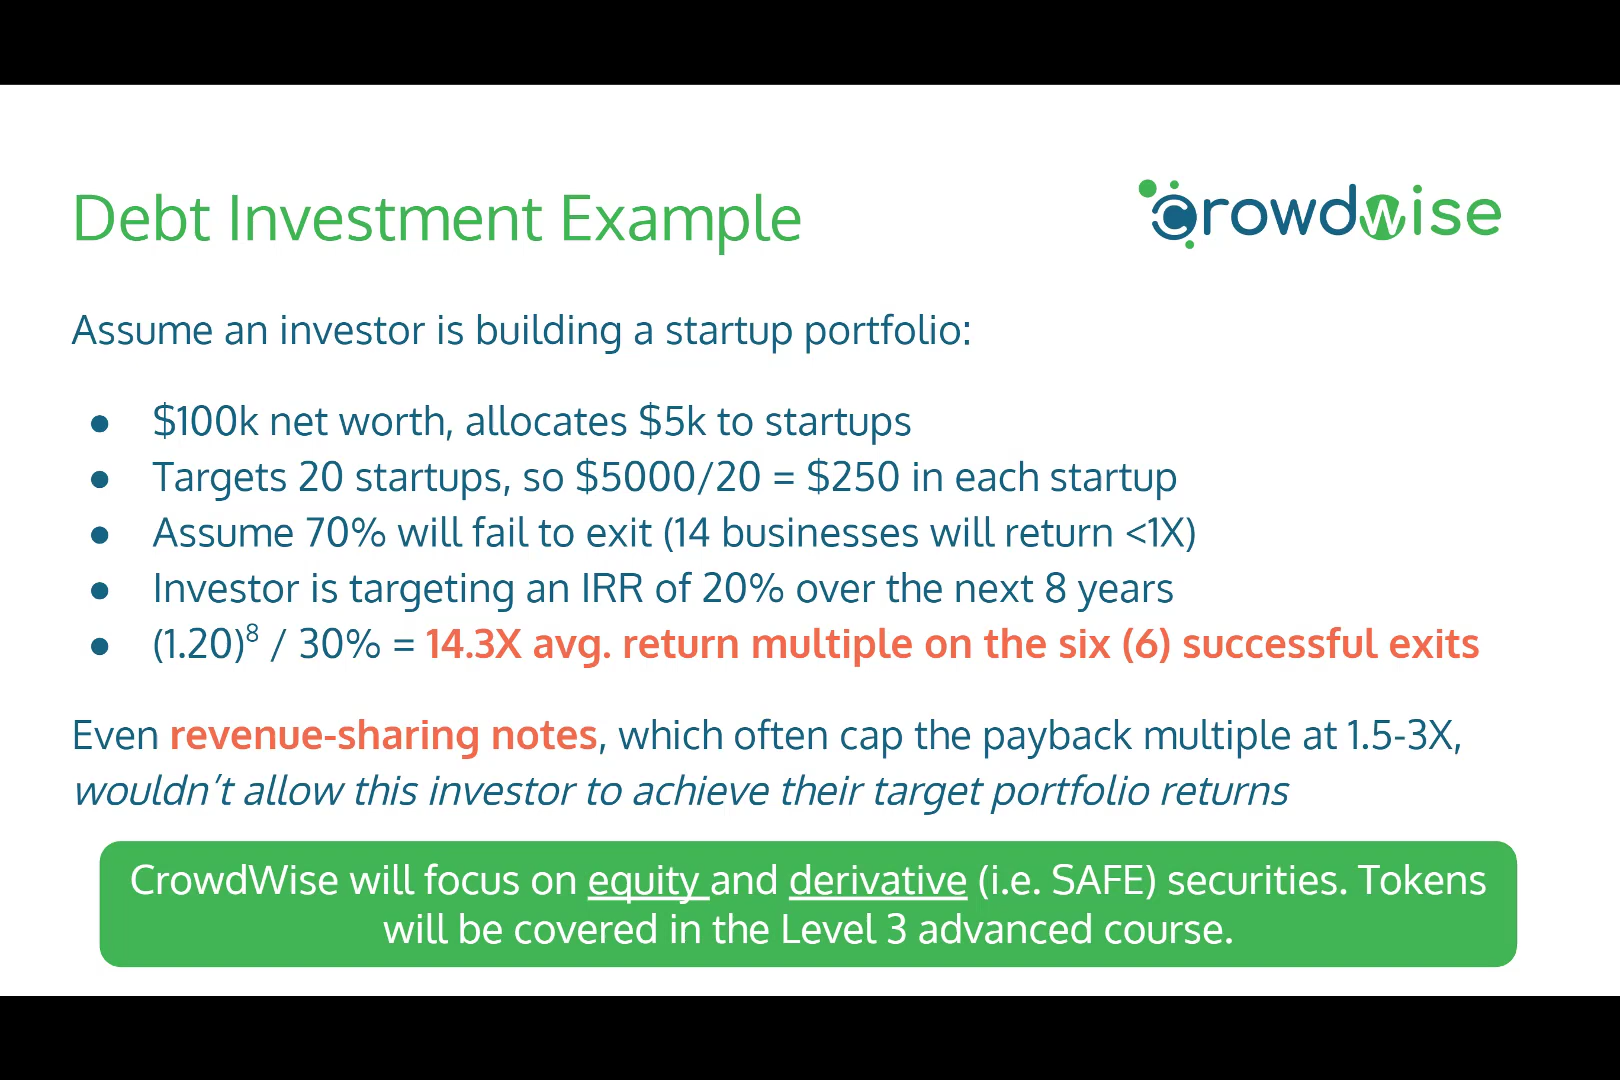 Debt Investment Example
crowdwise
Assume an investor is building a startup portfolio:
● $100k net worth, allocates $5k to startups
● Targets 20 startups, so $5000/20 = $250 in each startup
● Assume 70% will fail to exit (14 businesses will return <1X)
● Investor is targeting an IRR of 20% over the next 8 years
● (1.20)⁸ / 30% = 14.3X avg. return multiple on the six (6) successful exits
Even revenue-sharing notes, which often cap the payback multiple at 1.5-3X,
wouldn’t allow this investor to achieve their target portfolio returns
CrowdWise will focus on equity and derivative (i.e. SAFE) securities. Tokens
will be covered in the Level 3 advanced course.